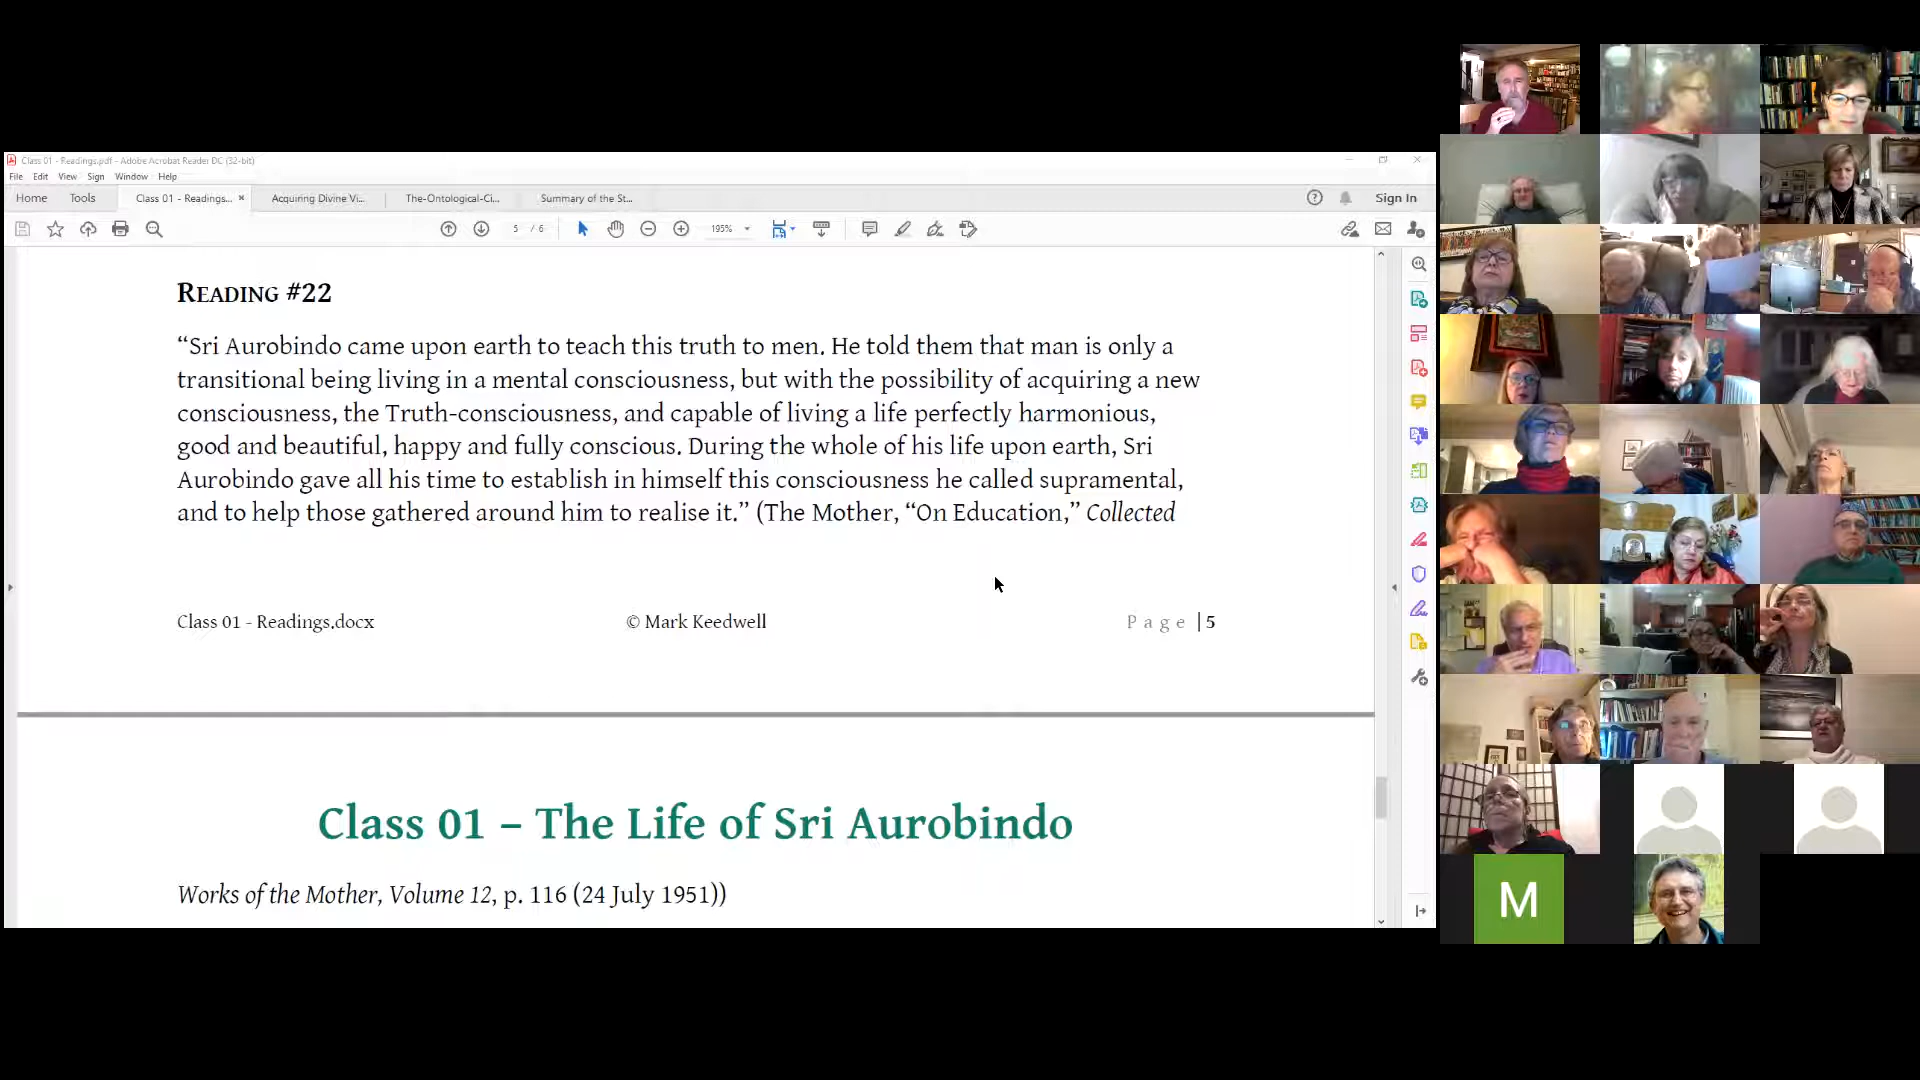 Class 01 - Readings.pdf - Adobe Acrobat Reader DC (32-bit)
File Edit View Sign Window Help
Home Tools Class 01 - Readings... × Acquiring Divine Vi... The-Ontological-Ci... Summary of the St... Sign In
5 / 6 195%
READING #22
“Sri Aurobindo came upon earth to teach this truth to men. He told them that man is only a
transitional being living in a mental consciousness, but with the possibility of acquiring a new
consciousness, the Truth-consciousness, and capable of living a life perfectly harmonious,
good and beautiful, happy and fully conscious. During the whole of his life upon earth, Sri
Aurobindo gave all his time to establish in himself this consciousness he called supramental,
and to help those gathered around him to realise it.” (The Mother, “On Education,” Collected
Class 01 - Readings.docx © Mark Keedwell Page | 5
Class 01 – The Life of Sri Aurobindo
Works of the Mother, Volume 12, p. 116 (24 July 1951))
M